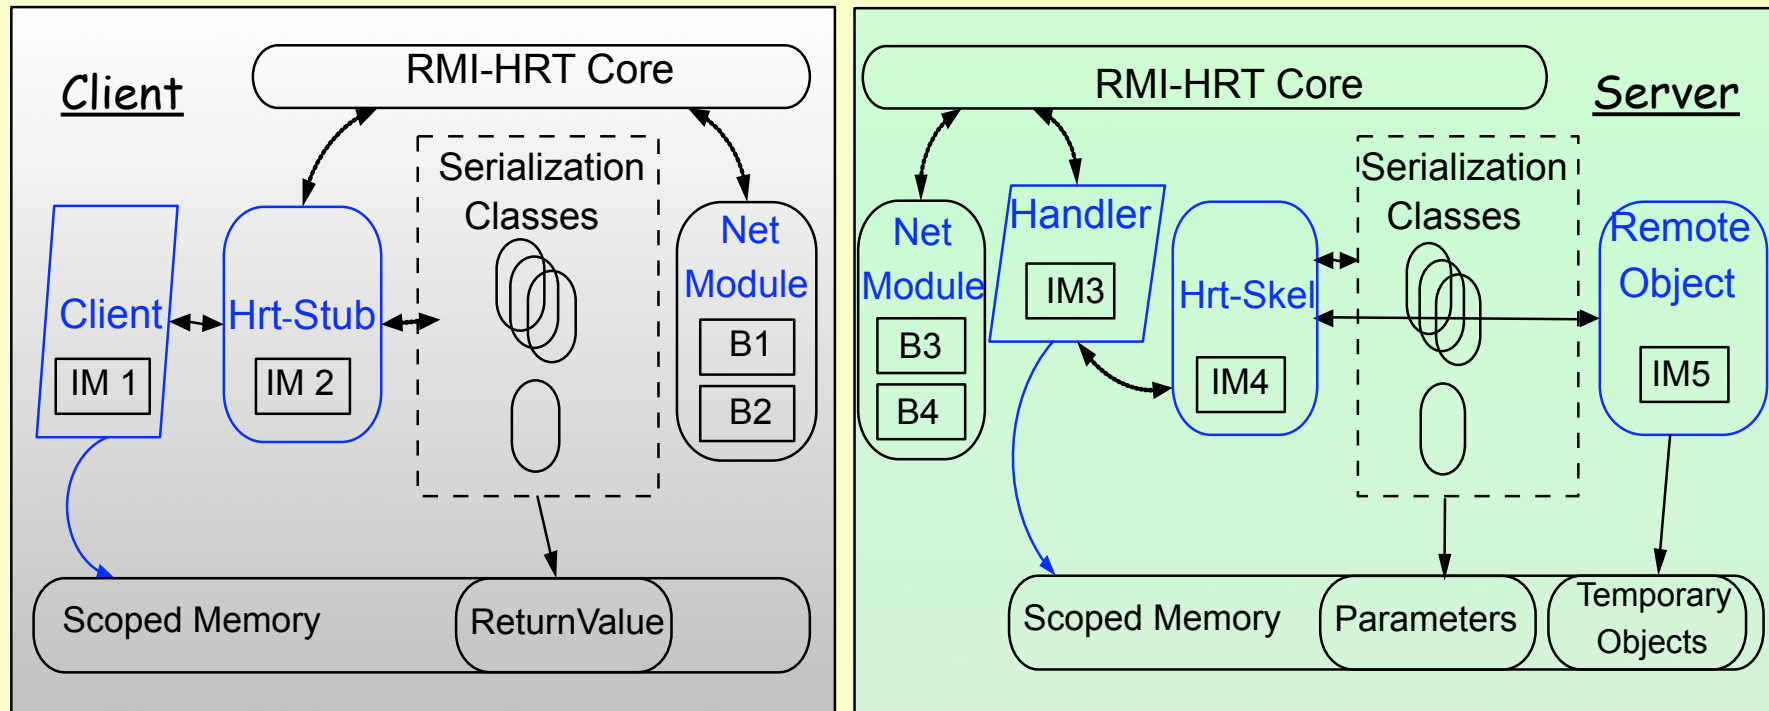 Client
RMI-HRT Core
Serialization
Classes
Client
IM 1
Hrt-Stub
IM 2
Net
Module
B1
B2
Scoped Memory
ReturnValue
RMI-HRT Core
Server
Net
Module
B3
B4
Handler
IM3
Hrt-Skel
IM4
Serialization
Classes
Remote
Object
IM5
Scoped Memory
Parameters
Temporary
Objects